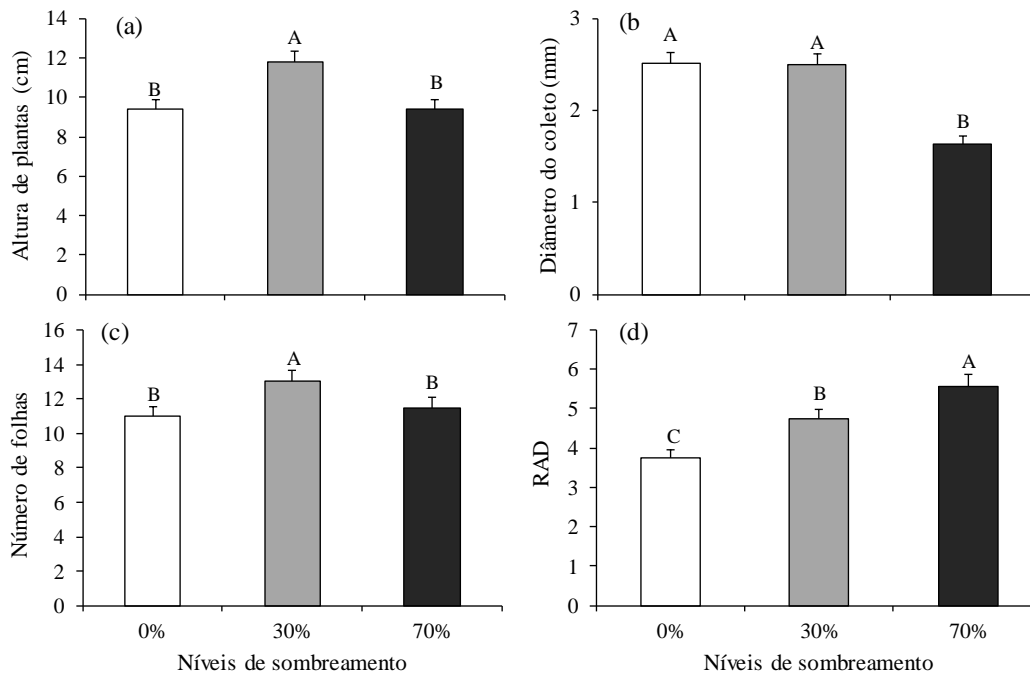 (a)
Altura de plantas (cm)
14
12
10
8
6
4
2
0
B
A
B
(b
Diâmetro do coleto (mm)
3
2
1
0
A
A
B
(c)
Número de folhas
16
14
12
10
8
6
4
2
0
B
A
B
0%
30%
70%
Níveis de sombreamento
(d)
RAD
7
6
5
4
3
2
1
0
C
B
A
0%
30%
70%
Níveis de sombreamento